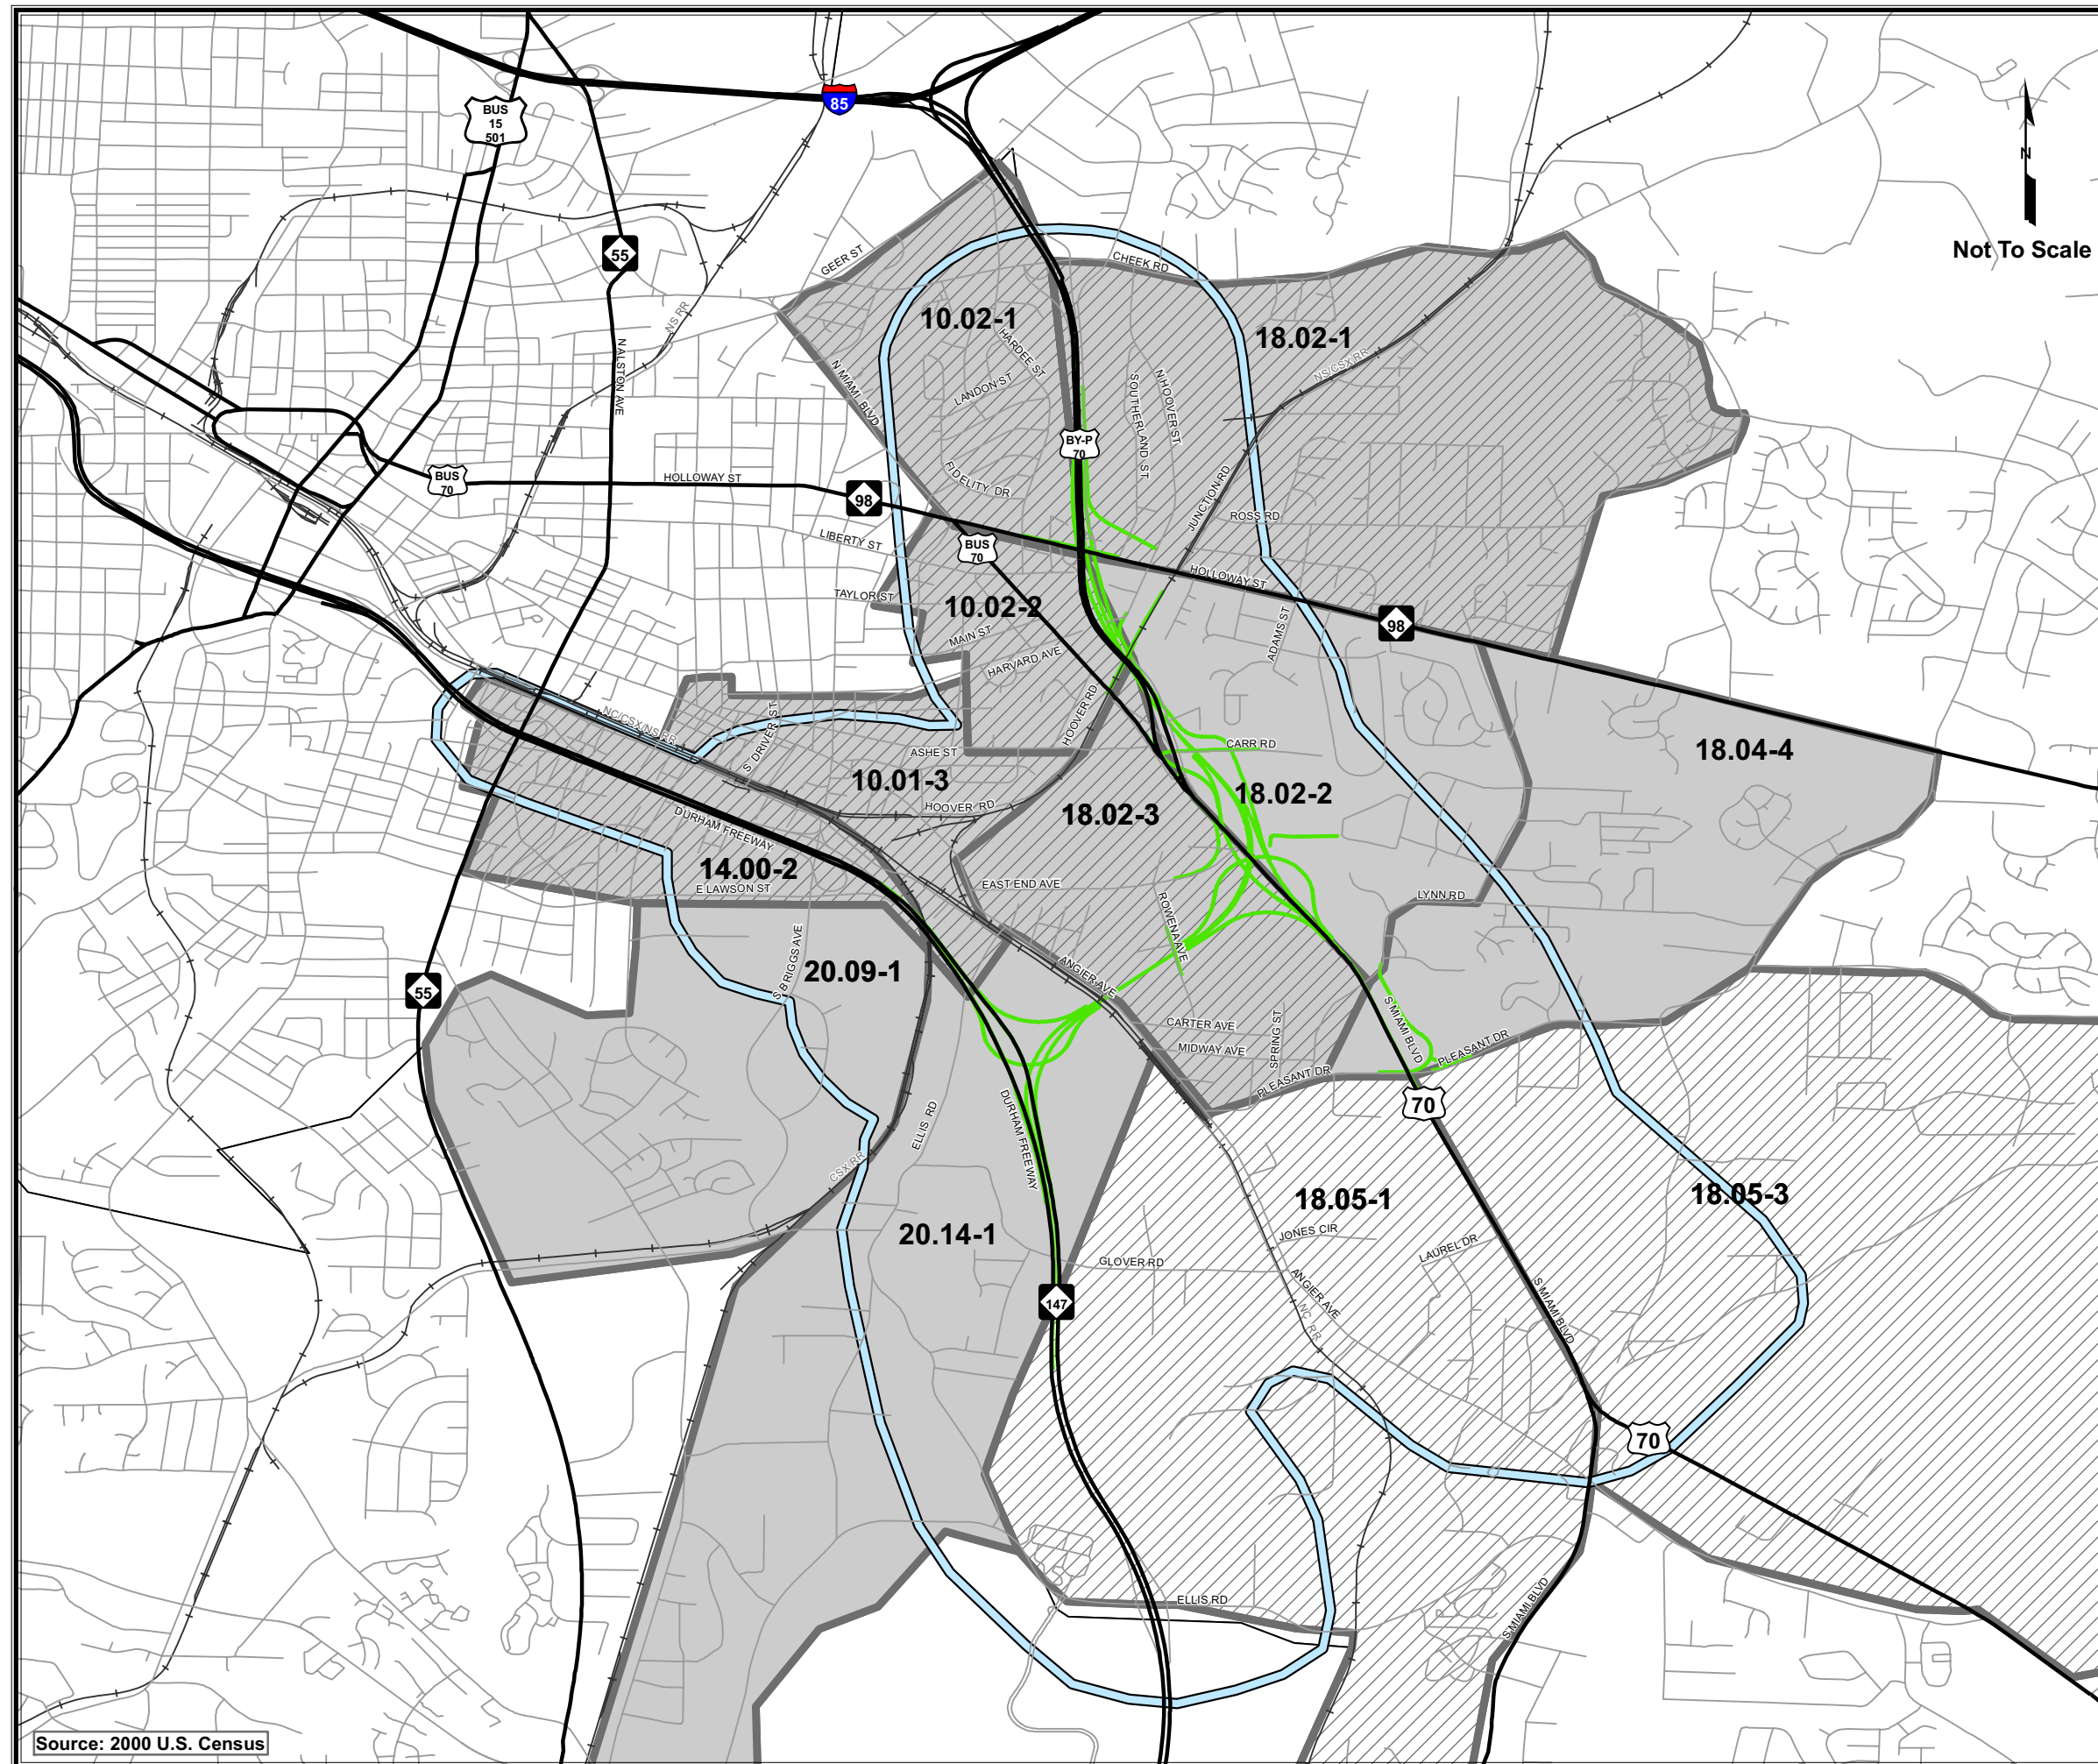 85
BUS
15
501
N
Not To Scale
55
GEER ST
CHEEK RD
10.02-1
18.02-1
NS RR
N ALSTON AVE
N MIAMI BLVD
HARDEE ST
LANDON ST
SOUTHERLAND ST
N HOOVER ST
NS/CSX RR
BY-P
70
BUS
70
HOLLOWAY ST
98
FIDELITY DR
JUNCTION RD
ROSS RD
LIBERTY ST
BUS
70
HOLLOWAY ST
TAYLOR ST
10.02-2
MAIN ST
HARVARD AVE
ADAMS ST
98
NC/CSX/NS RR
S DRIVER ST
HOOVER RD
ASHE ST
CARR RD
18.04-4
10.01-3
18.02-2
HOOVER RD
18.02-3
DURHAM FREEWAY
14.00-2
E LAWSON ST
EAST END AVE
LYNN RD
ROWENA AVE
S BRIGGS AVE
20.09-1
ANGIER AVE
55
CARTER AVE
MIDWAY AVE
SPRING ST
S MIAMI BLVD
PLEASANT DR
PLEASANT DR
70
ELLIS RD
DURHAM FREEWAY
CSX RR
18.05-1
18.05-3
20.14-1
JONES CIR
LAUREL DR
GLOVER RD
ANGIER AVE
NC RR
S MIAMI BLVD
147
70
ELLIS RD
S MIAMI BLVD
Source: 2000 U.S. Census